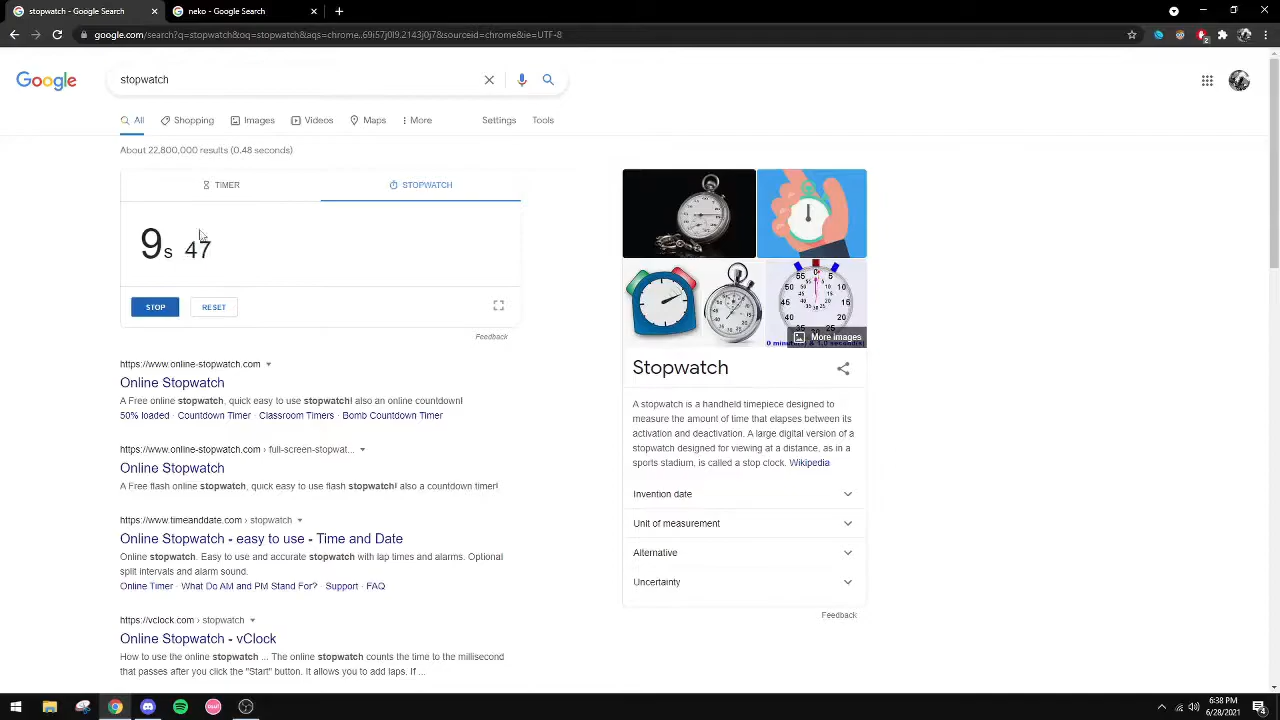 stopwatch - Google Search
neko - Google Search
google.com/search?q=stopwatch&oq=stopwatch&aqs=chrome..69i57j0l9.2143j0j7&sourceid=chrome&ie=UTF-8
2
Google
stopwatch
All
Shopping
Images
Videos
Maps
More
Settings
Tools
About 22,800,000 results (0.48 seconds)
TIMER
STOPWATCH
9s 47
STOP
RESET
Feedback
https://www.online-stopwatch.com
Online Stopwatch
A Free online stopwatch, quick easy to use stopwatch! also an online countdown!
50% loaded · Countdown Timer · Classroom Timers · Bomb Countdown Timer
https://www.online-stopwatch.com › full-screen-stopwat...
Online Stopwatch
A Free flash online stopwatch, quick easy to use flash stopwatch! also a countdown timer!
https://www.timeanddate.com › stopwatch
Online Stopwatch - easy to use - Time and Date
Online stopwatch. Easy to use and accurate stopwatch with lap times and alarms. Optional
split intervals and alarm sound.
Online Timer · What Do AM and PM Stand For? · Support · FAQ
https://vclock.com › stopwatch
Online Stopwatch - vClock
How to use the online stopwatch ... The online stopwatch counts the time to the millisecond
that passes after you click the "Start" button. It allows you to add laps. If ...
More images
Stopwatch
A stopwatch is a handheld timepiece designed to
measure the amount of time that elapses between its
activation and deactivation. A large digital version of a
stopwatch designed for viewing at a distance, as in a
sports stadium, is called a stop clock. Wikipedia
Invention date
Unit of measurement
Alternative
Uncertainty
Feedback
6:38 PM
6/28/2021